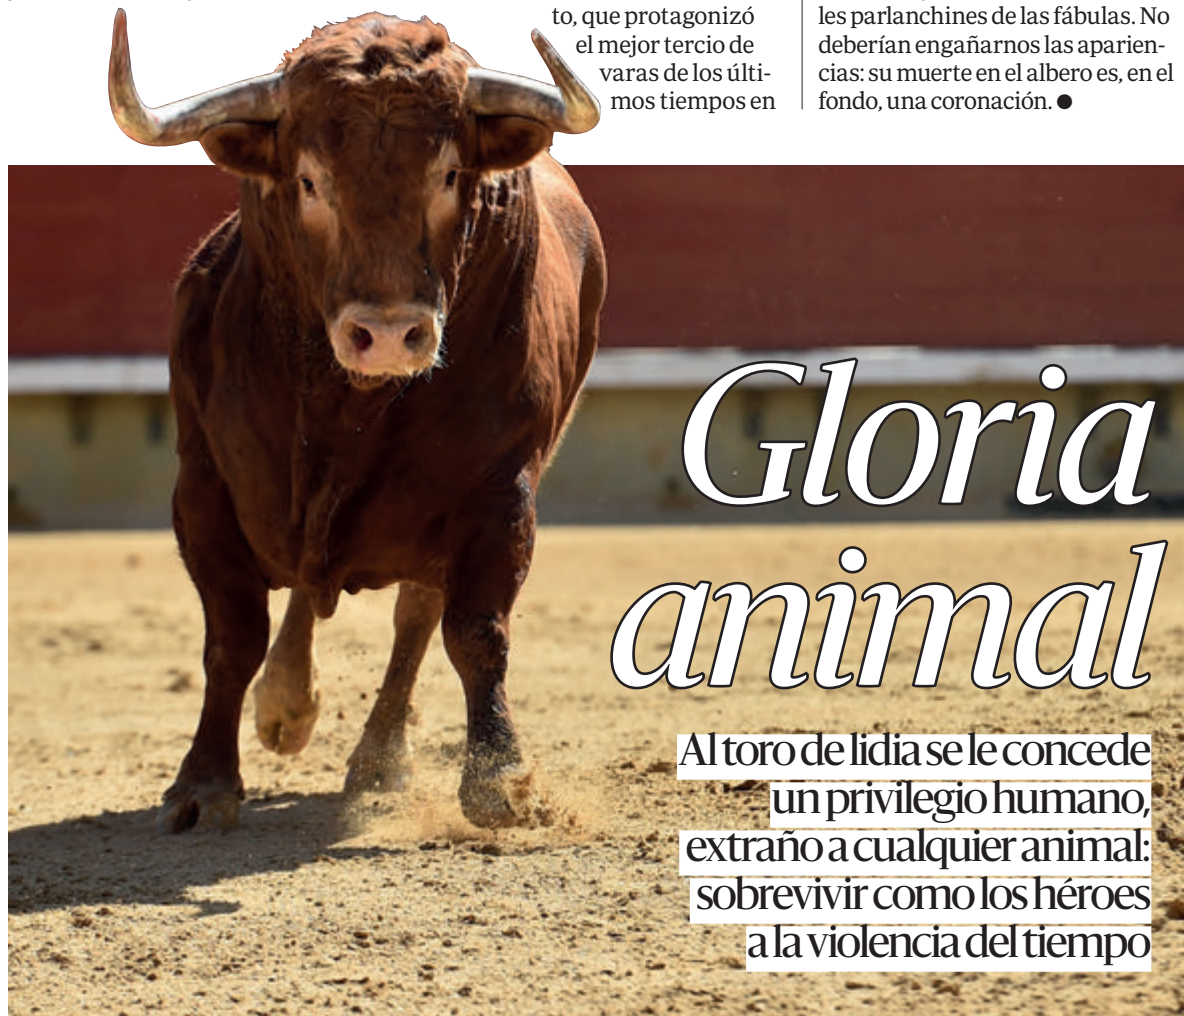 to, que protagonizó
el mejor tercio de
varas de los últi-
mos tiempos en
les parlanchines de las fábulas. No
deberían engañarnos las aparien-
cias: su muerte en el albero es, en el
fondo, una coronación. ●
Gloria
animal
Al toro de lidia se le concede
un privilegio humano,
extraño a cualquier animal:
sobrevivir como los héroes
a la violencia del tiempo